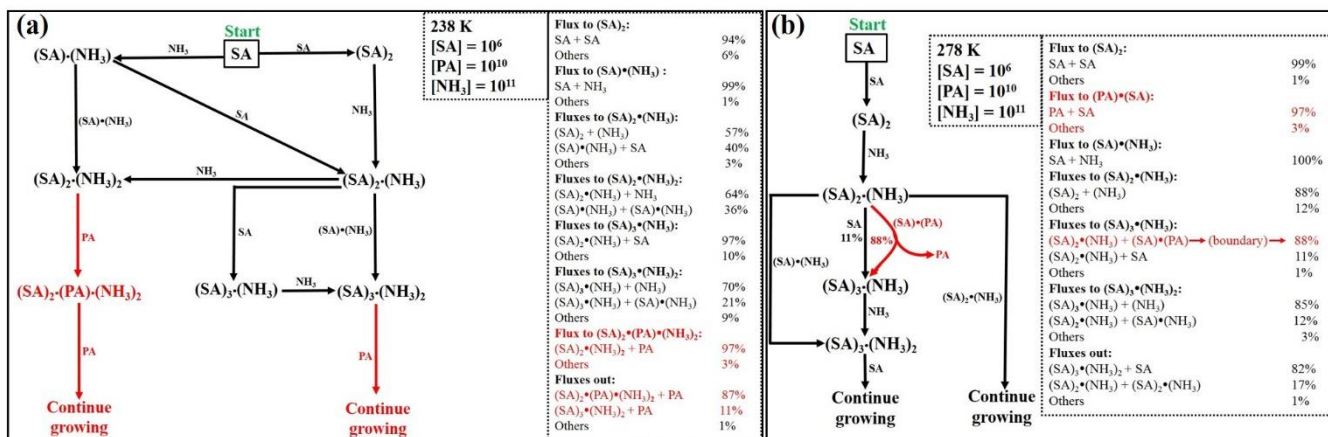 (a)
Start
SA
NH₃
SA
(SA)·(NH₃)
(SA)₂
(SA)•(NH₃)
SA
NH₃
(SA)₂·(NH₃)₂
NH₃
(SA)₂·(NH₃)
PA
SA
(SA)•(NH₃)
(SA)₂·(PA)·(NH₃)₂
(SA)₃·(NH₃)
NH₃
(SA)₃·(NH₃)₂
PA
PA
Continue
growing
Continue
growing
238 K
[SA] = 10⁶
[PA] = 10¹⁰
[NH₃] = 10¹¹
Flux to (SA)₂:
SA + SA 94%
Others 6%
Flux to (SA)•(NH₃) :
SA + NH₃ 99%
Others 1%
Fluxes to (SA)₂•(NH₃):
(SA)₂ + (NH₃) 57%
(SA)•(NH₃) + SA 40%
Others 3%
Fluxes to (SA)₂•(NH₃)₂:
(SA)₂•(NH₃) + NH₃ 64%
(SA)•(NH₃) + (SA)•(NH₃) 36%
Fluxes to (SA)₃•(NH₃):
(SA)₂•(NH₃) + SA 97%
Others 10%
Fluxes to (SA)₃•(NH₃)₂:
(SA)₃•(NH₃) + (NH₃) 70%
(SA)₃•(NH₃) + (SA)•(NH₃) 21%
Others 9%
Flux to (SA)₂•(PA)•(NH₃)₂:
(SA)₂•(NH₃)₂ + PA 97%
Others 3%
Fluxes out:
(SA)₂•(PA)•(NH₃)₂ + PA 87%
(SA)₃•(NH₃)₂ + PA 11%
Others 1%
(b)
Start
SA
SA
(SA)₂
NH₃
(SA)₂·(NH₃)
SA
11%
(SA)•(PA)
88%
PA
(SA)•(NH₃)
(SA)₃·(NH₃)
(SA)₂•(NH₃)
NH₃
(SA)₃·(NH₃)₂
SA
Continue
growing
Continue
growing
278 K
[SA] = 10⁶
[PA] = 10¹⁰
[NH₃] = 10¹¹
Flux to (SA)₂:
SA + SA 99%
Others 1%
Flux to (PA)•(SA):
PA + SA 97%
Others 3%
Flux to (SA)•(NH₃):
SA + NH₃ 100%
Fluxes to (SA)₂•(NH₃):
(SA)₂ + (NH₃) 88%
Others 12%
Fluxes to (SA)₃•(NH₃):
(SA)₂•(NH₃) + (SA)•(PA) → (boundary) → 88%
(SA)₂•(NH₃) + SA 11%
1%
Fluxes to (SA)₃•(NH₃)₂:
(SA)₃•(NH₃) + (NH₃) 85%
(SA)₂•(NH₃) + (SA)•(NH₃) 12%
Others 3%
Fluxes out:
(SA)₃•(NH₃)₂ + SA 82%
(SA)₂•(NH₃) + (SA)₂•(NH₃) 17%
Others 1%